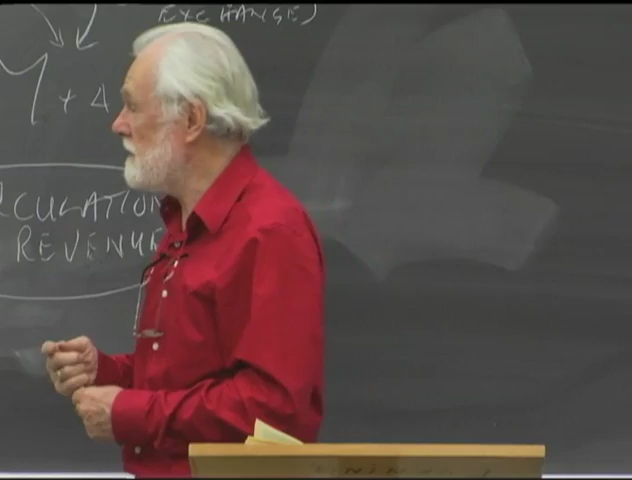 EXCHANGE)
M + Δ
RCULATION
REVENUE